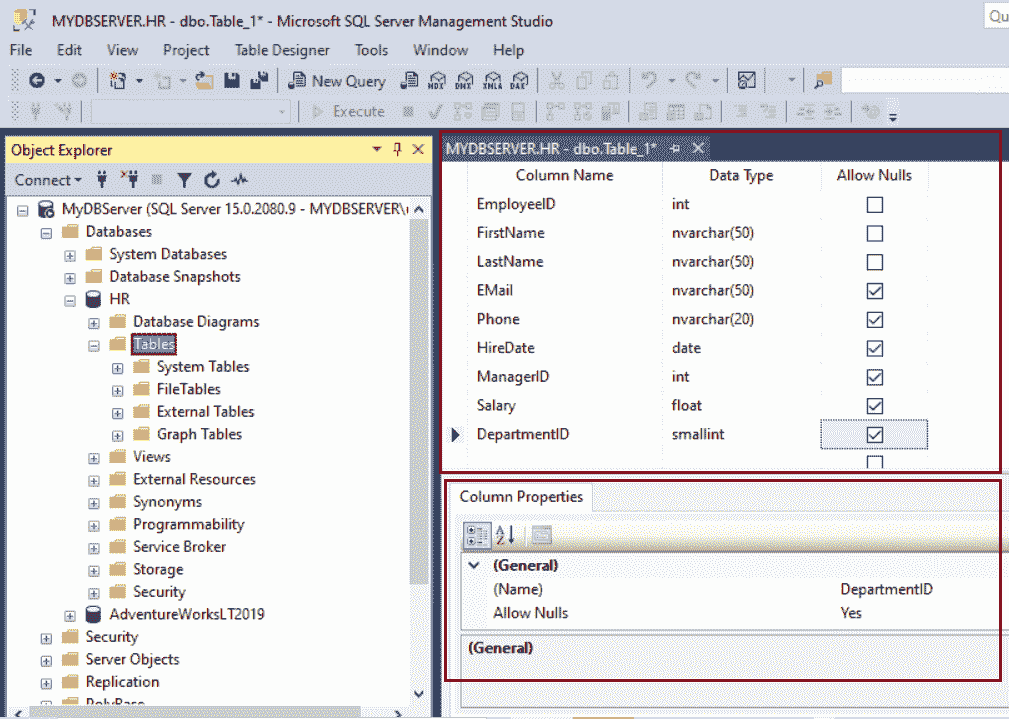 MYDBSERVER.HR - dbo.Table_1* - Microsoft SQL Server Management Studio
Qu
File Edit View Project Table Designer Tools Window Help
New Query MDX DMX XMLA DAX
Execute
Object Explorer
Connect
MyDBServer (SQL Server 15.0.2080.9 - MYDBSERVER\
Databases
System Databases
Database Snapshots
HR
Database Diagrams
Tables
System Tables
FileTables
External Tables
Graph Tables
Views
External Resources
Synonyms
Programmability
Service Broker
Storage
Security
AdventureWorksLT2019
Security
Server Objects
Replication
PolyBase
MYDBSERVER.HR - dbo.Table_1*
Column Name Data Type Allow Nulls
EmployeeID int
FirstName nvarchar(50)
LastName nvarchar(50)
EMail nvarchar(50)
Phone nvarchar(20)
HireDate date
ManagerID int
Salary float
DepartmentID smallint
Column Properties
(General)
(Name) DepartmentID
Allow Nulls Yes
(General)